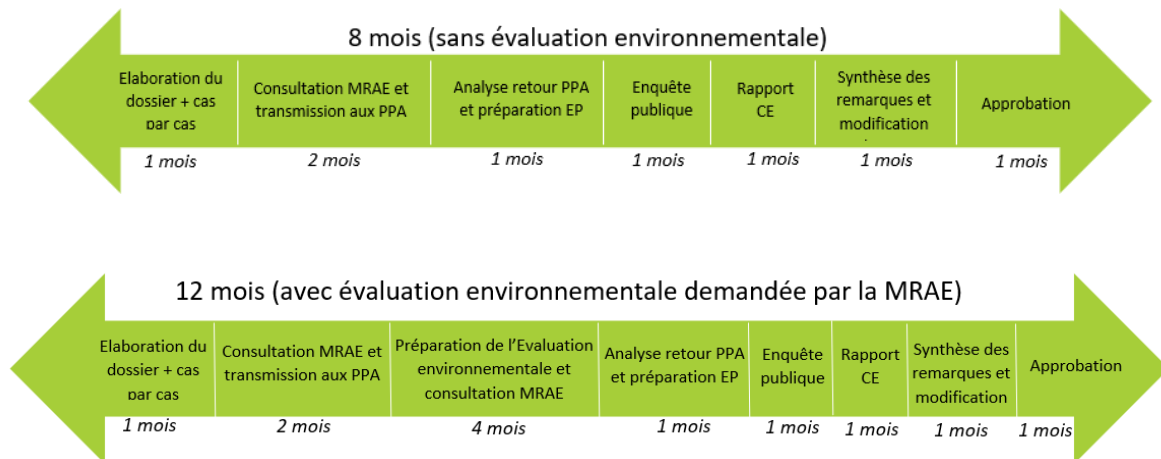 8 mois (sans évaluation environnementale)
Elaboration du
dossier + cas
par cas
Consultation MRAE et
transmission aux PPA
Analyse retour PPA
et préparation EP
Enquête
publique
Rapport
CE
Synthèse des
remarques et
modification
Approbation
1 mois
2 mois
1 mois
1 mois
1 mois
1 mois
1 mois
12 mois (avec évaluation environnementale demandée par la MRAE)
Elaboration du
dossier + cas
par cas
Consultation MRAE et
transmission aux PPA
Préparation de l’Evaluation
environnementale et
consultation MRAE
Analyse retour PPA
et préparation EP
Enquête
publique
Rapport
CE
Synthèse des
remarques et
modification
Approbation
1 mois
2 mois
4 mois
1 mois
1 mois
1 mois
1 mois
1 mois